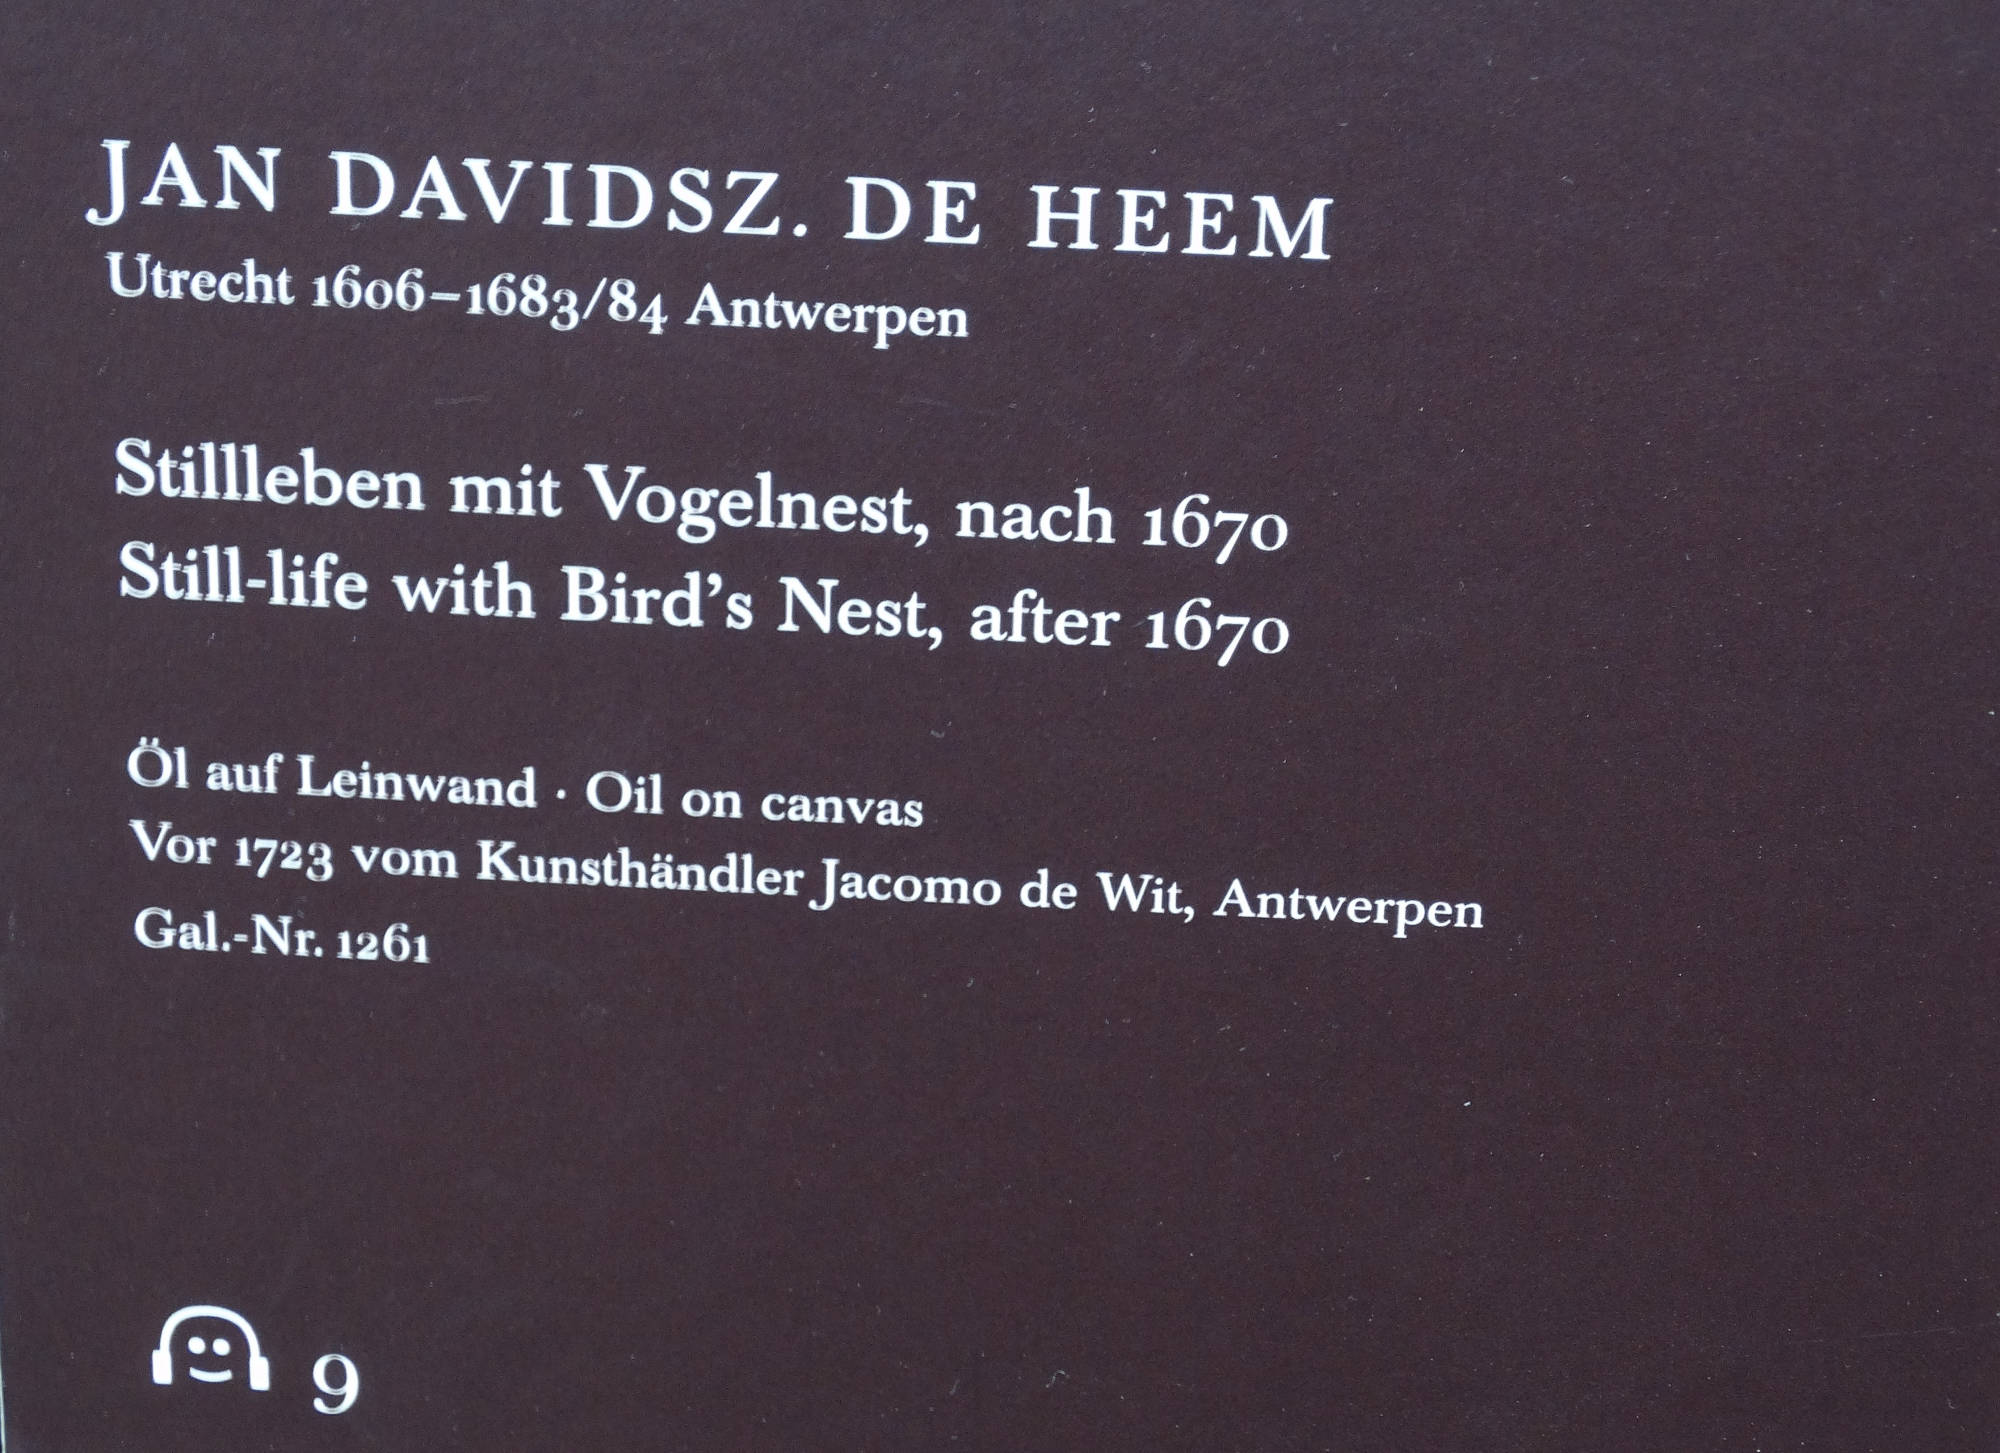 JAN DAVIDSZ. DE HEEM
Utrecht 1606–1683/84 Antwerpen
Stillleben mit Vogelnest, nach 1670
Still-life with Bird’s Nest, after 1670
Öl auf Leinwand · Oil on canvas
Vor 1723 vom Kunsthändler Jacomo de Wit, Antwerpen
Gal.-Nr. 1261
9